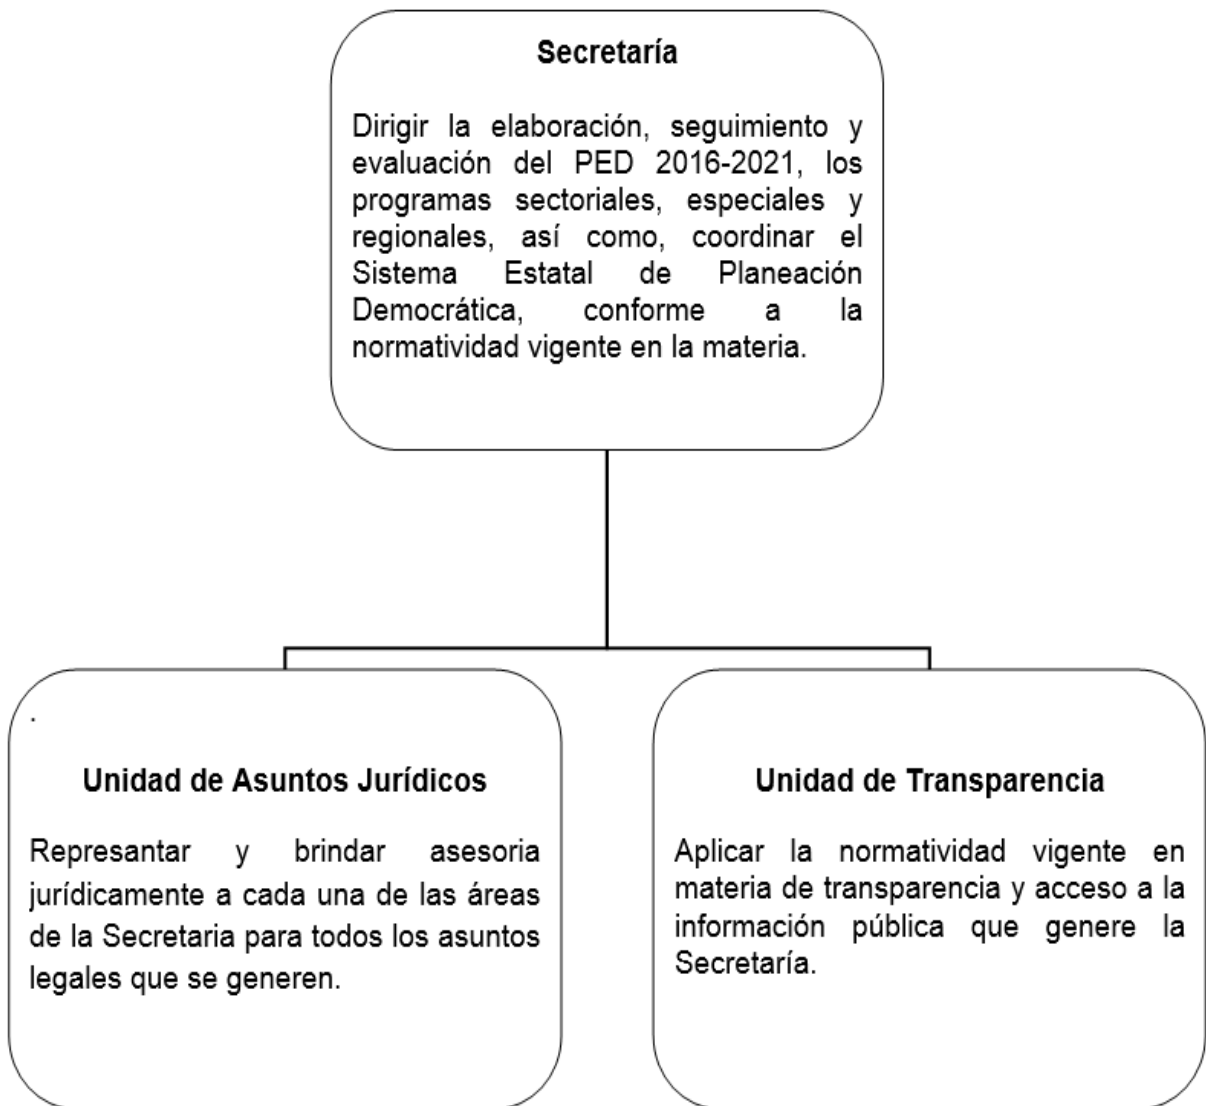 Secretaría
Dirigir la elaboración, seguimiento y
evaluación del PED 2016-2021, los
programas sectoriales, especiales y
regionales, así como, coordinar el
Sistema Estatal de Planeación
Democrática, conforme a la
normatividad vigente en la materia.
.
Unidad de Asuntos Jurídicos
Represantar y brindar asesoria
jurídicamente a cada una de las áreas
de la Secretaria para todos los asuntos
legales que se generen.
Unidad de Transparencia
Aplicar la normatividad vigente en
materia de transparencia y acceso a la
información pública que genere la
Secretaría.